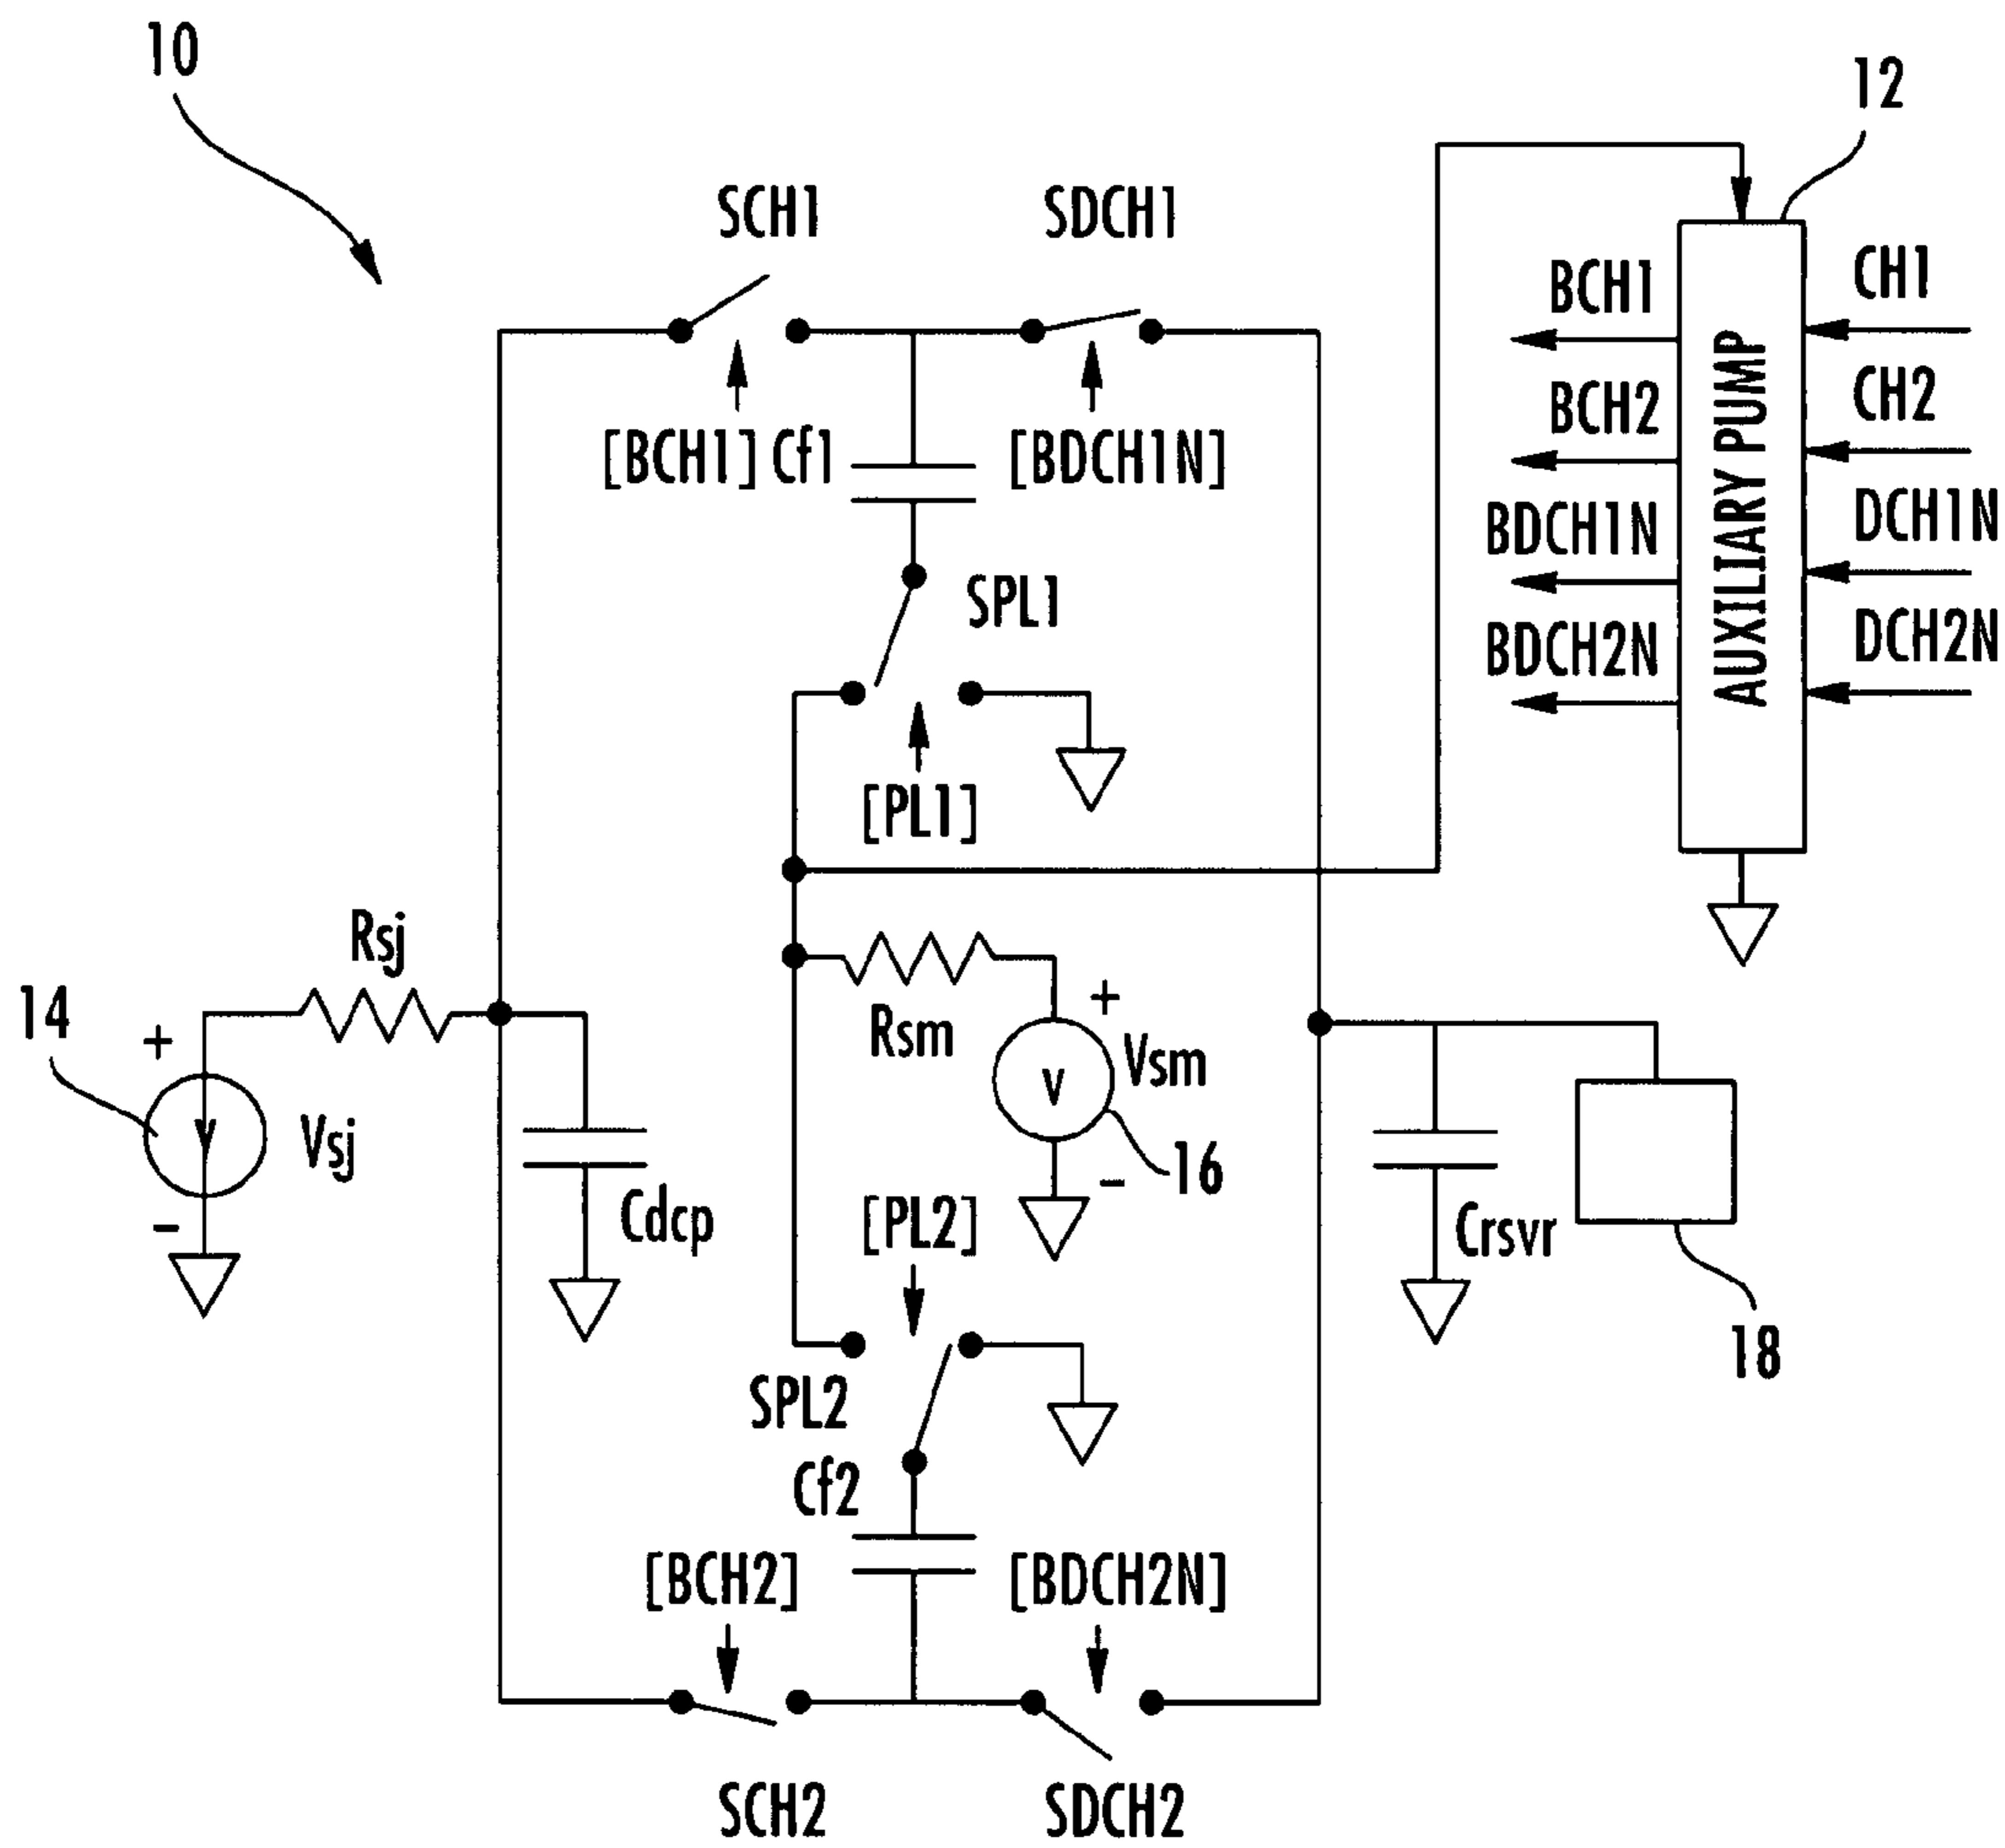 10
12
SCH1
SDCH1
BCH1
CH1
BCH2
CH2
[BCH1] Cf1
[BDCH1N]
BDCH1N
DCH1N
BDCH2N
DCH2N
AUXILIARY PUMP
SPL1
[PL1]
Rsj
14
+
Vsj
-
Rsm
+
V
Vsm
-
16
V
Cdcp
[PL2]
Crsvr
18
SPL2
Cf2
[BCH2]
[BDCH2N]
SCH2
SDCH2